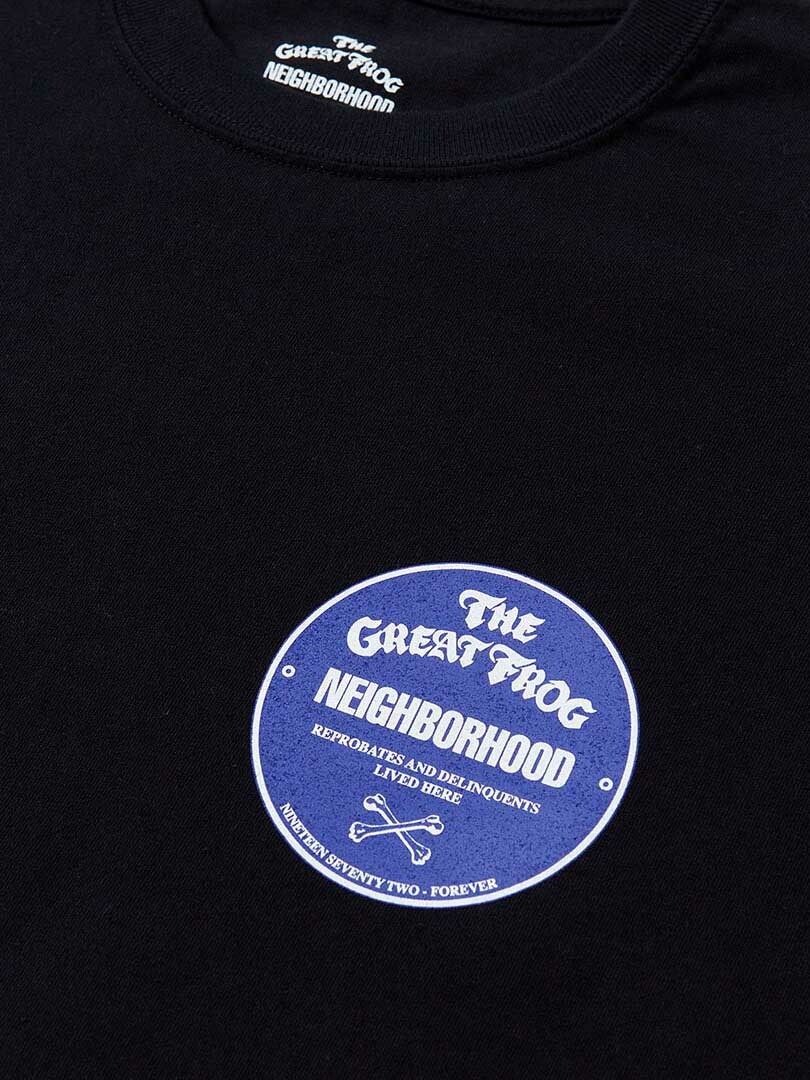 THE
GREAT FROG
NEIGHBORHOOD
THE
GREAT FROG
NEIGHBORHOOD
REPROBATES AND DELINQUENTS
LIVED HERE
NINETEEN SEVENTY TWO - FOREVER